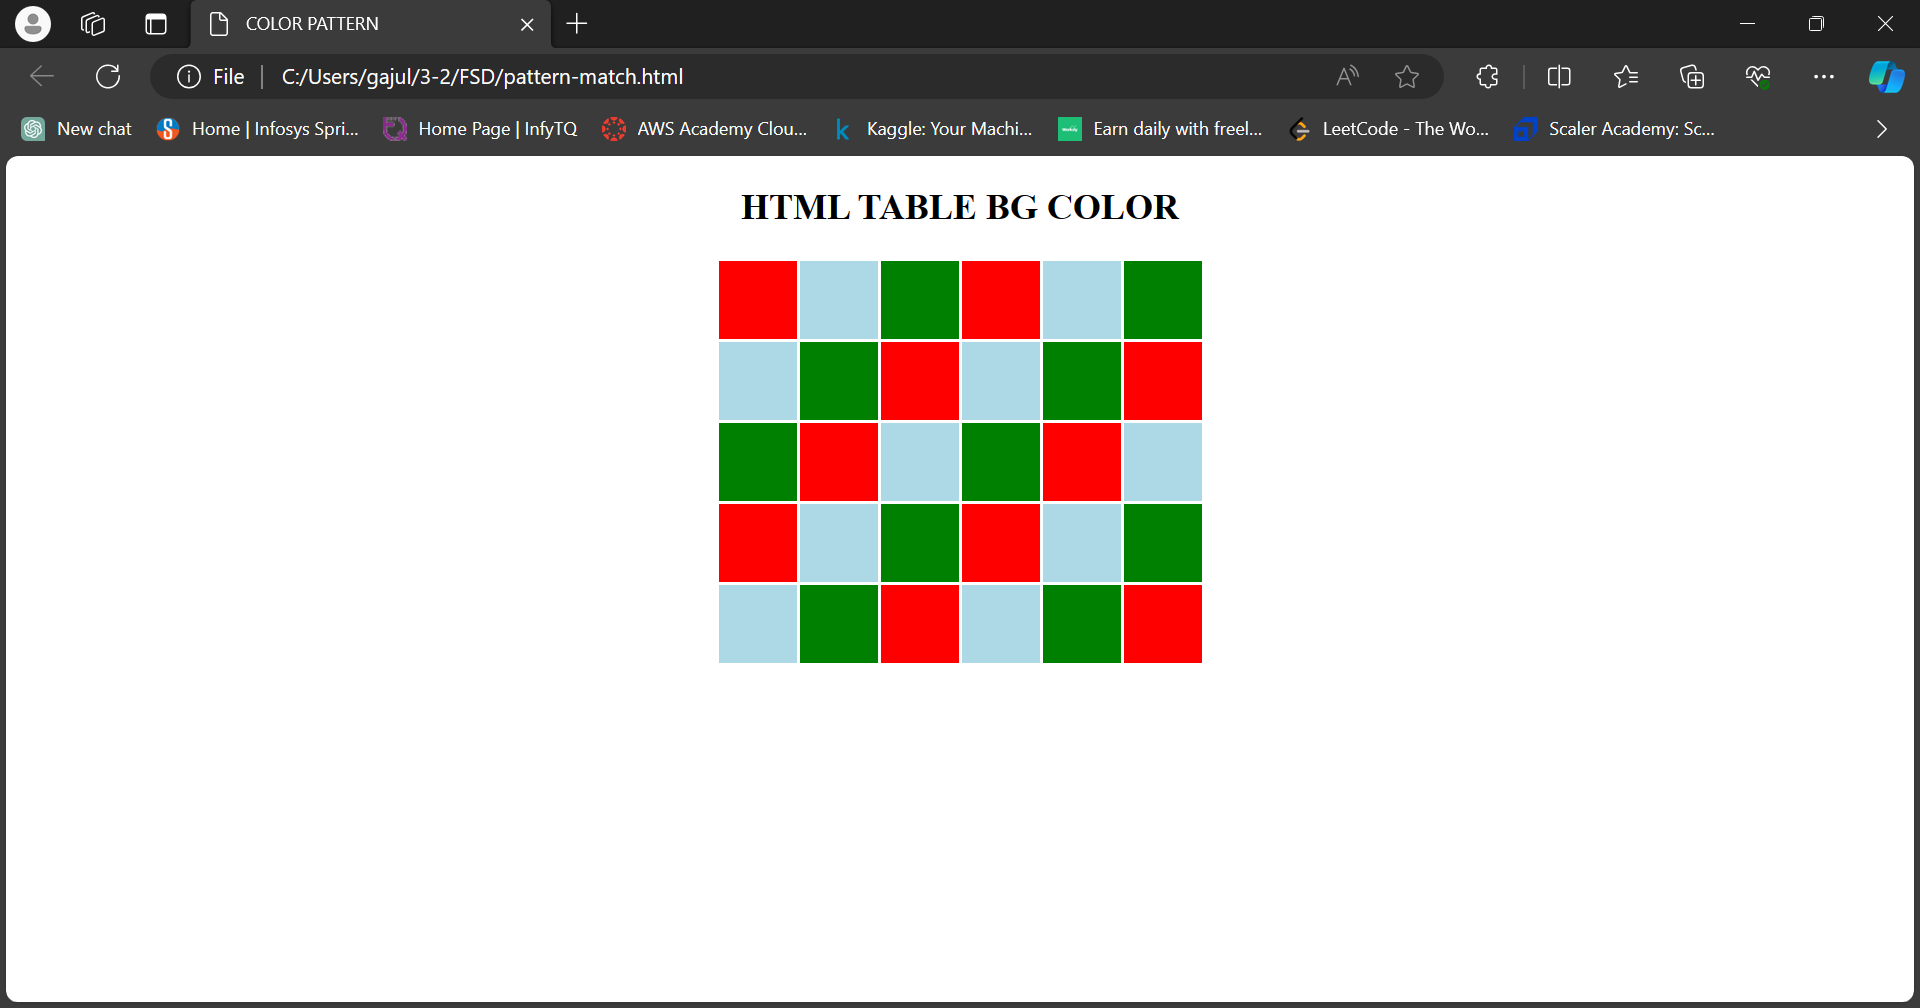 COLOR PATTERN
File C:/Users/gajul/3-2/FSD/pattern-match.html
New chat Home | Infosys Spri... Home Page | InfyTQ AWS Academy Clou... Kaggle: Your Machi... Earn daily with freel... LeetCode - The Wo... Scaler Academy: Sc...
HTML TABLE BG COLOR